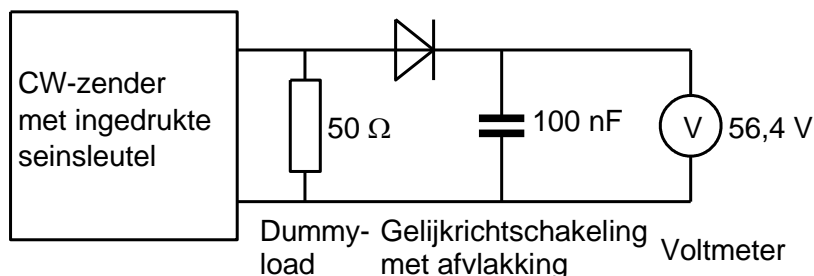 CW-zender
met ingedrukte
seinsleutel
50 Ω
100 nF
V
56,4 V
Dummy-
load
Gelijkrichtschakeling
met afvlakking
Voltmeter